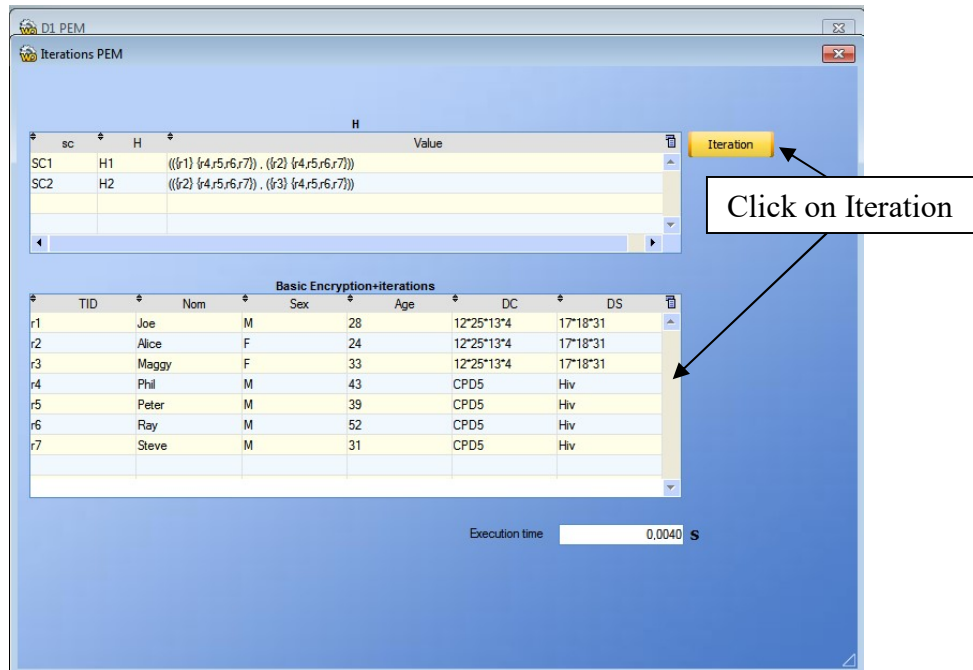 D1 PEM
Iterations PEM
H
sc H Value
SC1 H1 (({r1} {r4,r5,r6,r7}) , ({r2} {r4,r5,r6,r7}))
SC2 H2 (({r2} {r4,r5,r6,r7}) , ({r3} {r4,r5,r6,r7}))
Iteration
Click on Iteration
Basic Encryption+iterations
TID Nom Sex Age DC DS
r1 Joe M 28 12*25*13*4 17*18*31
r2 Alice F 24 12*25*13*4 17*18*31
r3 Maggy F 33 12*25*13*4 17*18*31
r4 Phil M 43 CPD5 Hiv
r5 Peter M 39 CPD5 Hiv
r6 Ray M 52 CPD5 Hiv
r7 Steve M 31 CPD5 Hiv
Execution time 0,0040 S